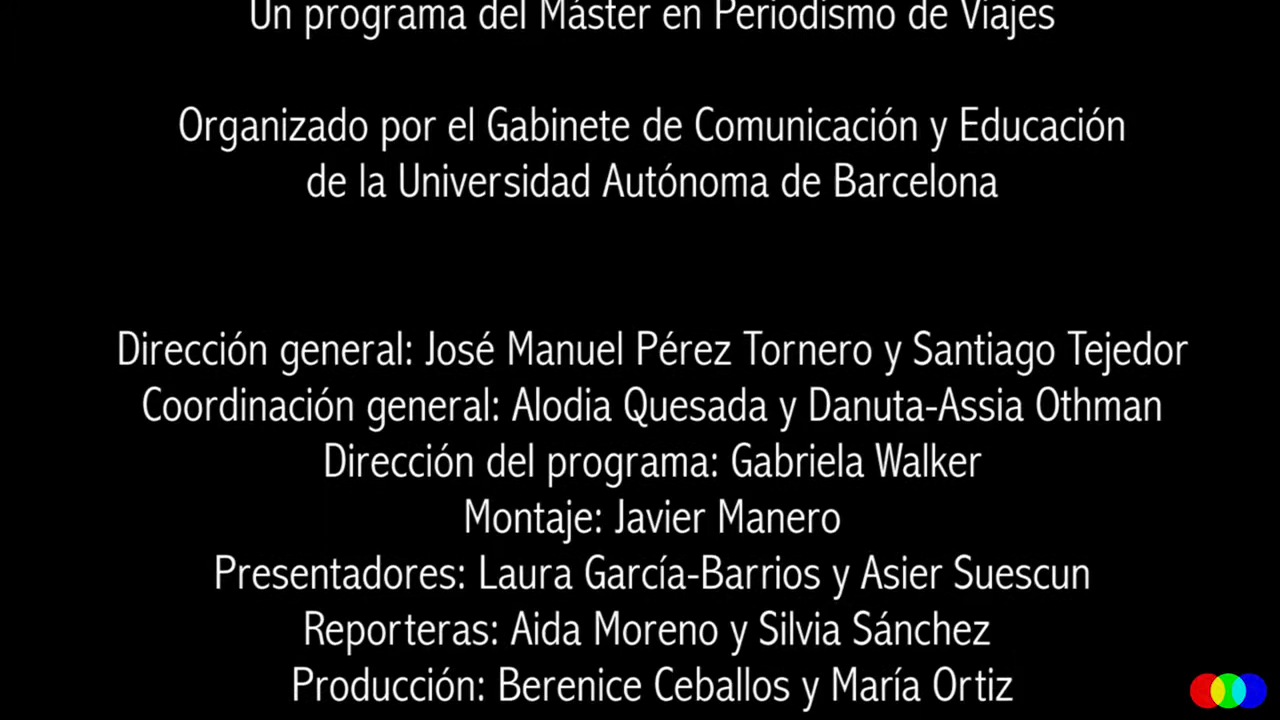 Un programa del Máster en Periodismo de Viajes
Organizado por el Gabinete de Comunicación y Educación
de la Universidad Autónoma de Barcelona
Dirección general: José Manuel Pérez Tornero y Santiago Tejedor
Coordinación general: Alodia Quesada y Danuta-Assia Othman
Dirección del programa: Gabriela Walker
Montaje: Javier Manero
Presentadores: Laura García-Barrios y Asier Suescun
Reporteras: Aida Moreno y Silvia Sánchez
Producción: Berenice Ceballos y María Ortiz